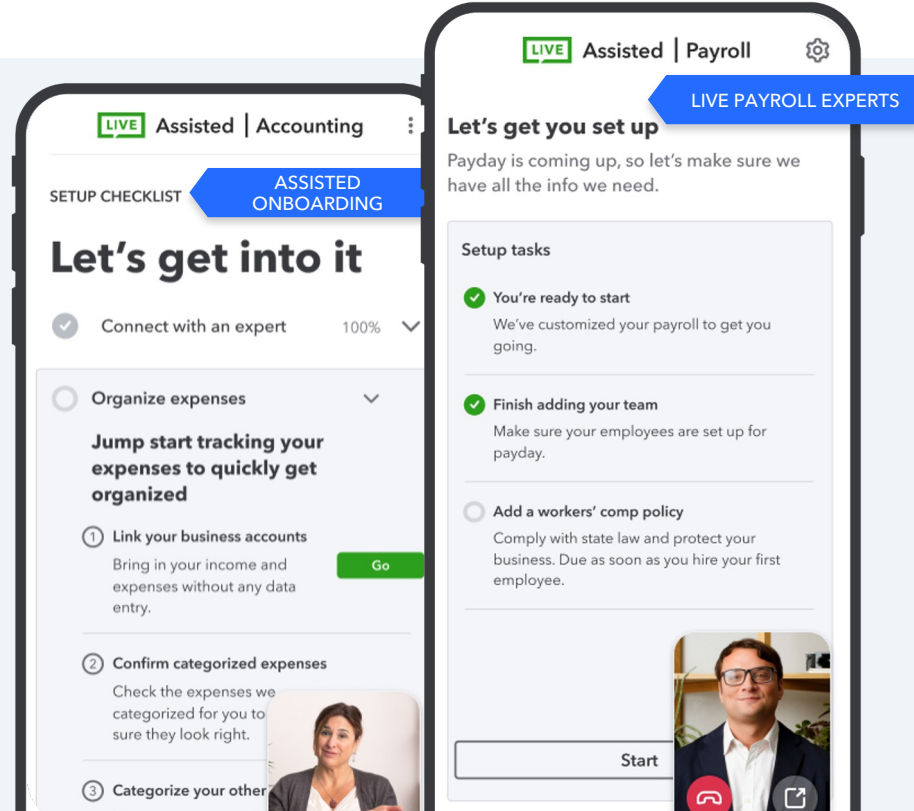 LIVE Assisted | Accounting
SETUP CHECKLIST
ASSISTED
ONBOARDING
Let's get into it
Connect with an expert 100%
Organize expenses
Jump start tracking your
expenses to quickly get
organized
1 Link your business accounts
Bring in your income and
expenses without any data
entry.
Go
2 Confirm categorized expenses
Check the expenses we
categorized for you to
sure they look right.
3 Categorize your other
LIVE Assisted | Payroll
LIVE PAYROLL EXPERTS
Let's get you set up
Payday is coming up, so let's make sure we
have all the info we need.
Setup tasks
You're ready to start
We've customized your payroll to get you
going.
Finish adding your team
Make sure your employees are set up for
payday.
Add a workers' comp policy
Comply with state law and protect your
business. Due as soon as you hire your first
employee.
Start